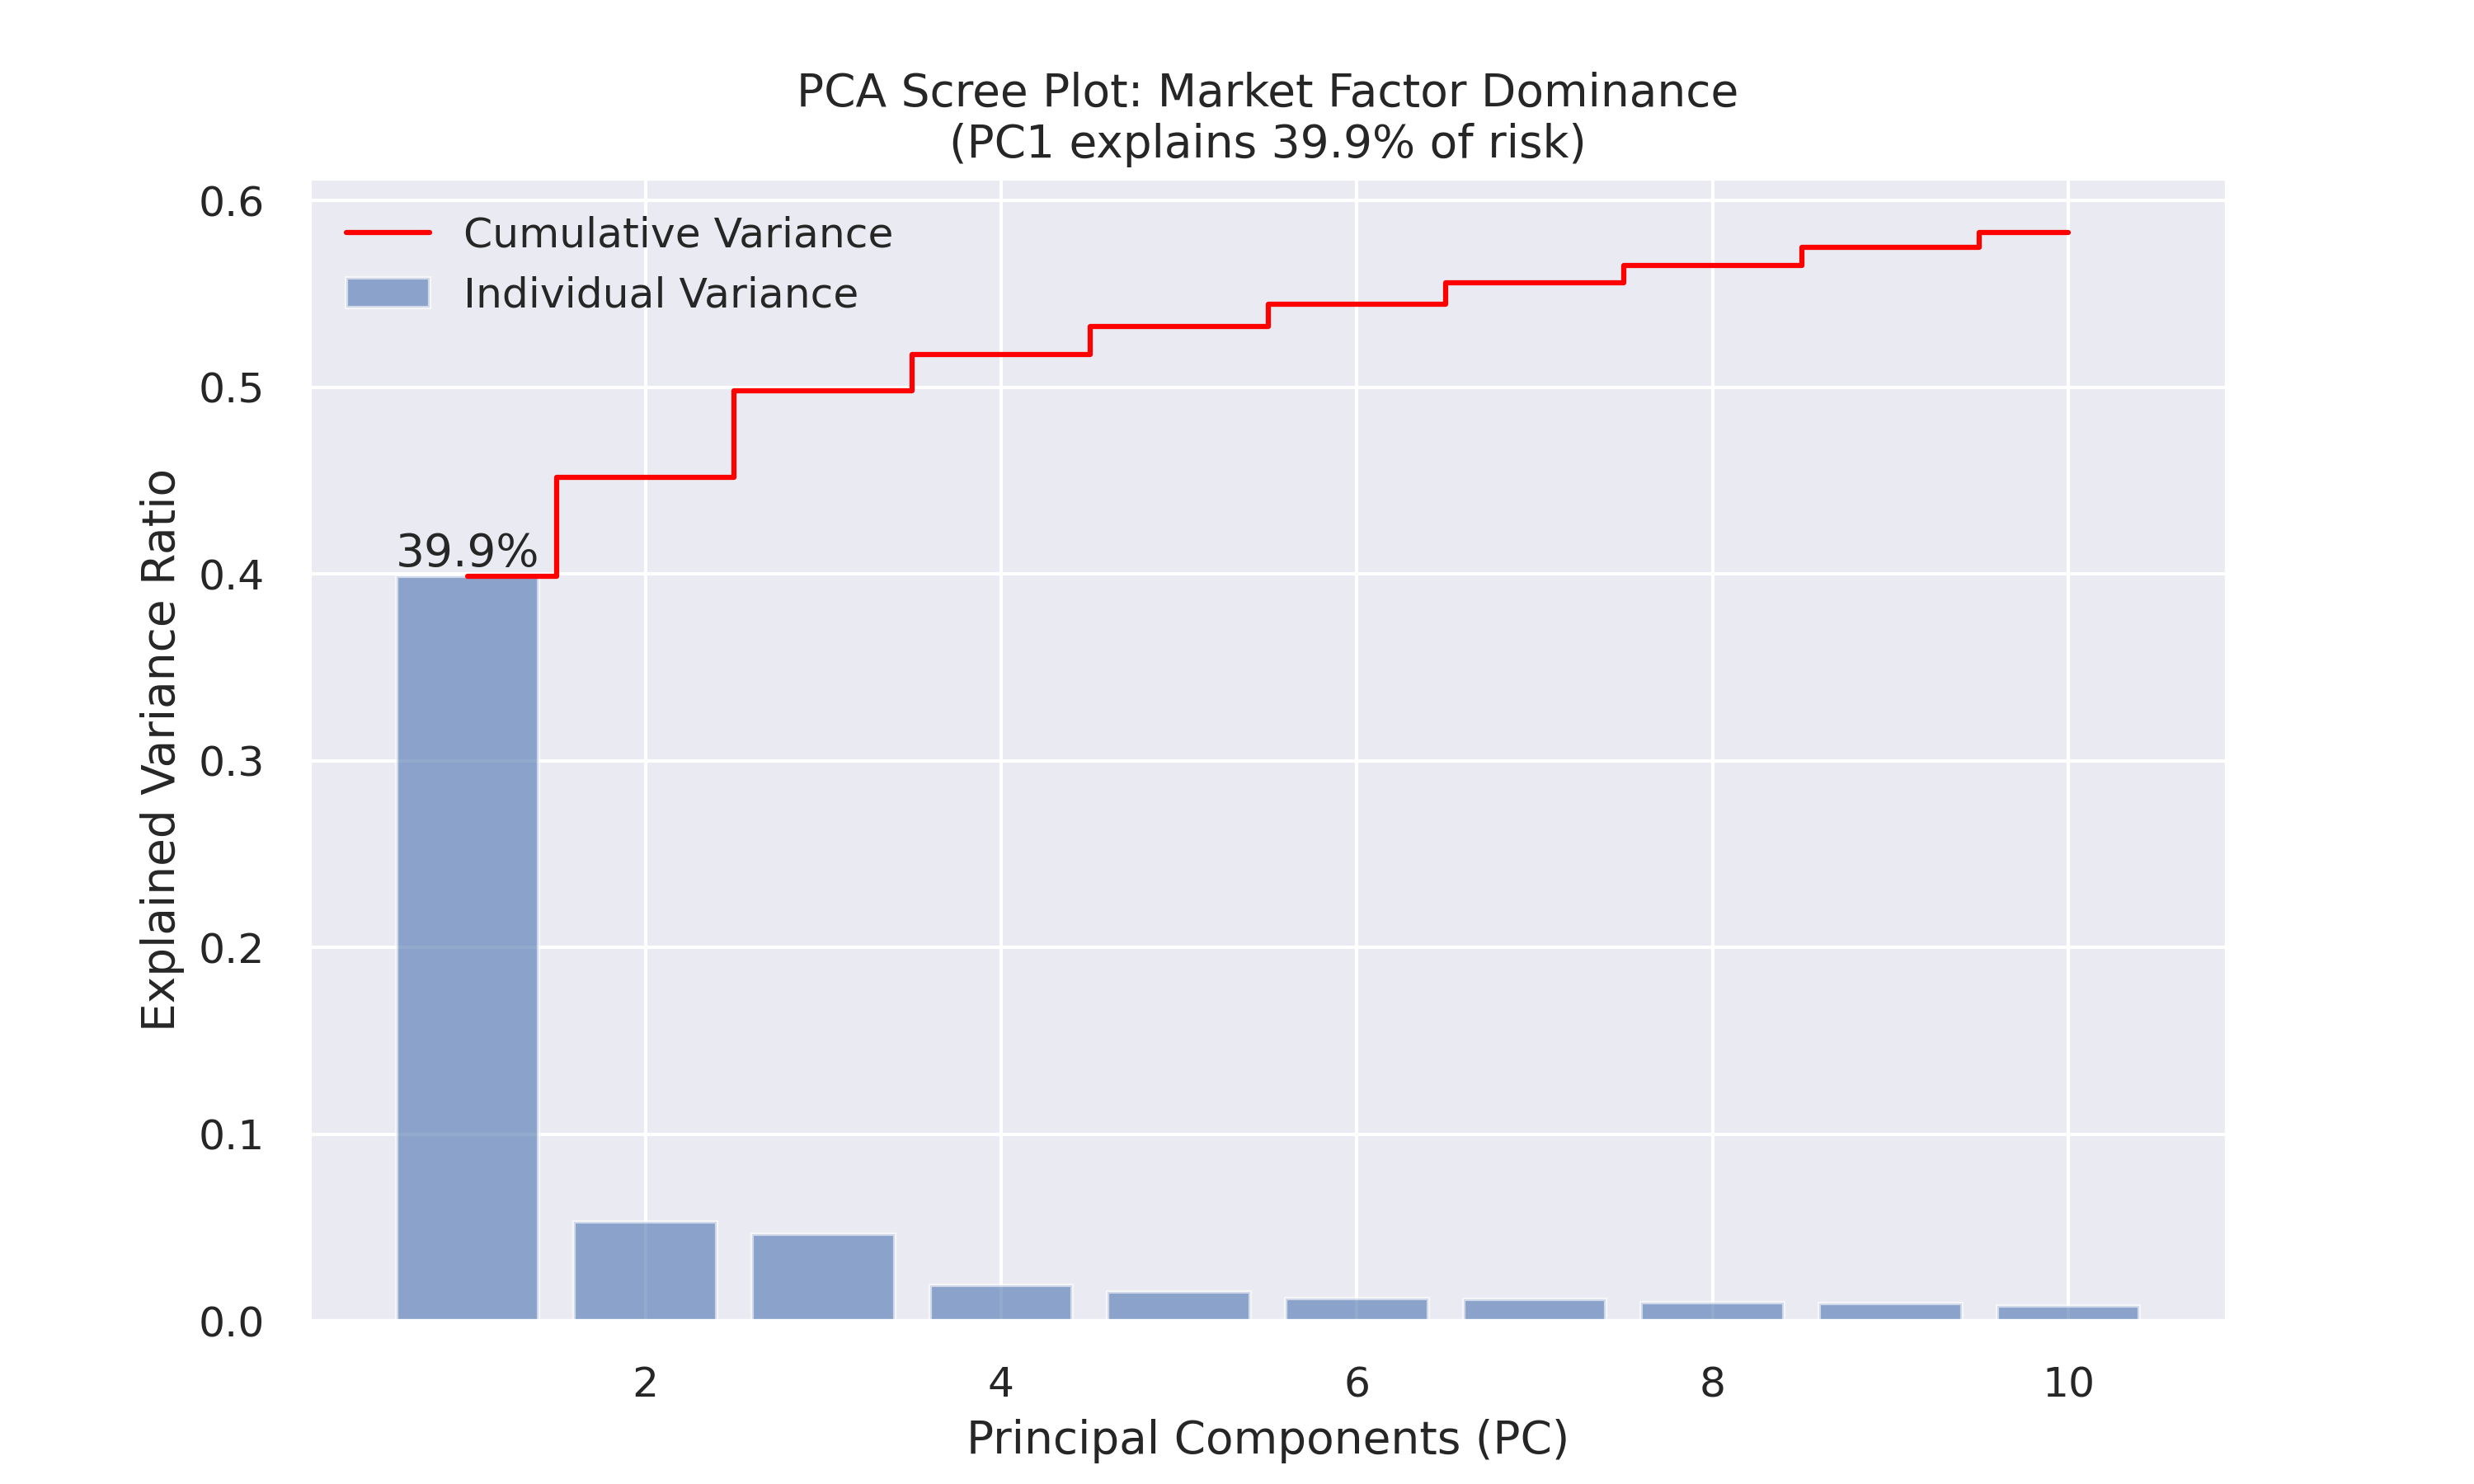 PCA Scree Plot: Market Factor Dominance
(PC1 explains 39.9% of risk)
Cumulative Variance
Individual Variance
39.9%
Explained Variance Ratio
0.6
0.5
0.4
0.3
0.2
0.1
0.0
2 4 6 8 10
Principal Components (PC)